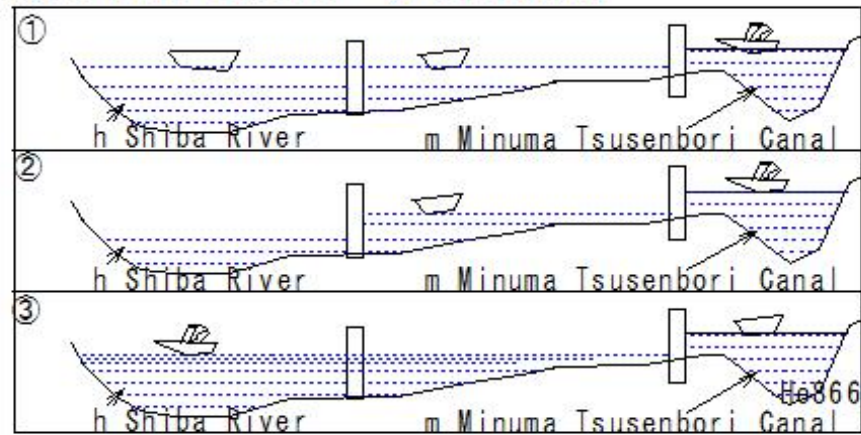 ①
h Shiba River m Minuma Tsusenbori Canal
②
h Shiba River m Minuma Tsusenbori Canal
③
Ho866
h Shiba River m Minuma Tsusenbori Canal